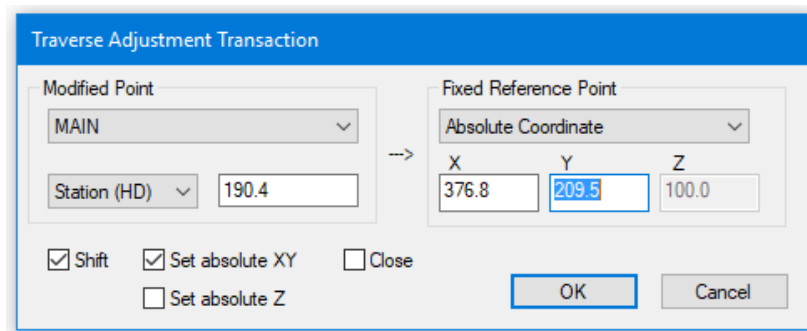 Traverse Adjustment Transaction
Modified Point
MAIN
Station (HD) 190.4
--->
Fixed Reference Point
Absolute Coordinate
X Y Z
376.8 209.5 100.0
Shift Set absolute XY Close
Set absolute Z
OK Cancel